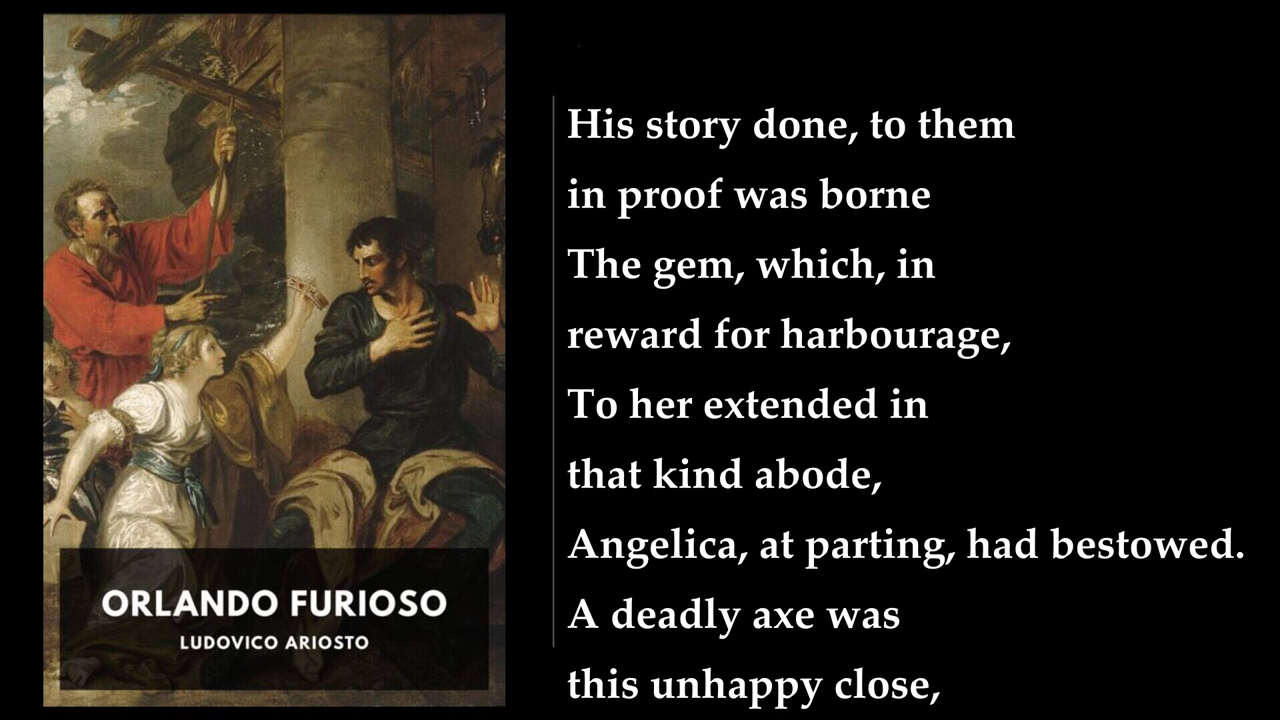 ORLANDO FURIOSO
LUDOVICO ARIOSTO
His story done, to them
in proof was borne
The gem, which, in
reward for harbourage,
To her extended in
that kind abode,
Angelica, at parting, had bestowed.
A deadly axe was
this unhappy close,